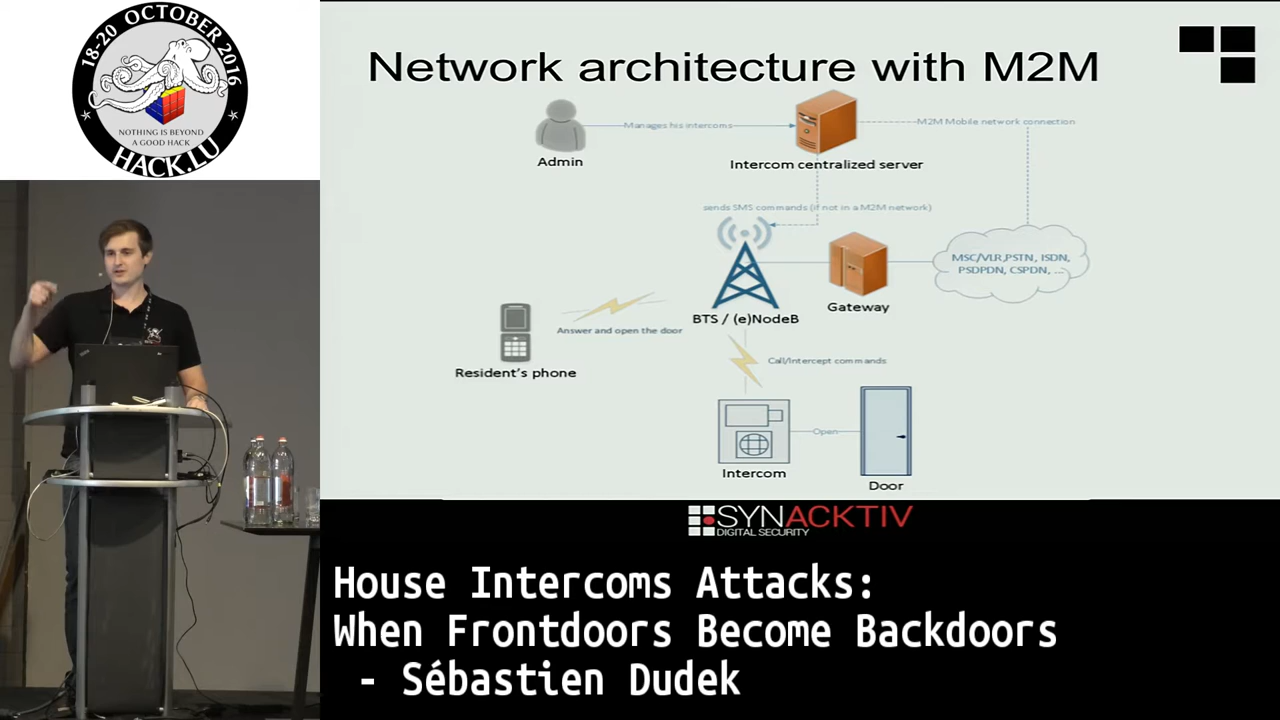 18-20 OCTOBER 2016
NOTHING IS BEYOND
A GOOD HACK
HACK.LU
Network architecture with M2M
Manages his intercoms
M2M Mobile network connection
Admin
Intercom centralized server
sends SMS commands (if not in a M2M network)
MSC/VLR,PSTN, ISDN,
PSDPDN, CSPDN, ...
Gateway
BTS / (e)NodeB
Answer and open the door
Resident's phone
Call/Intercept commands
Open
Intercom
Door
SYNACKTIV
DIGITAL SECURITY
House Intercoms Attacks:
When Frontdoors Become Backdoors
- Sébastien Dudek